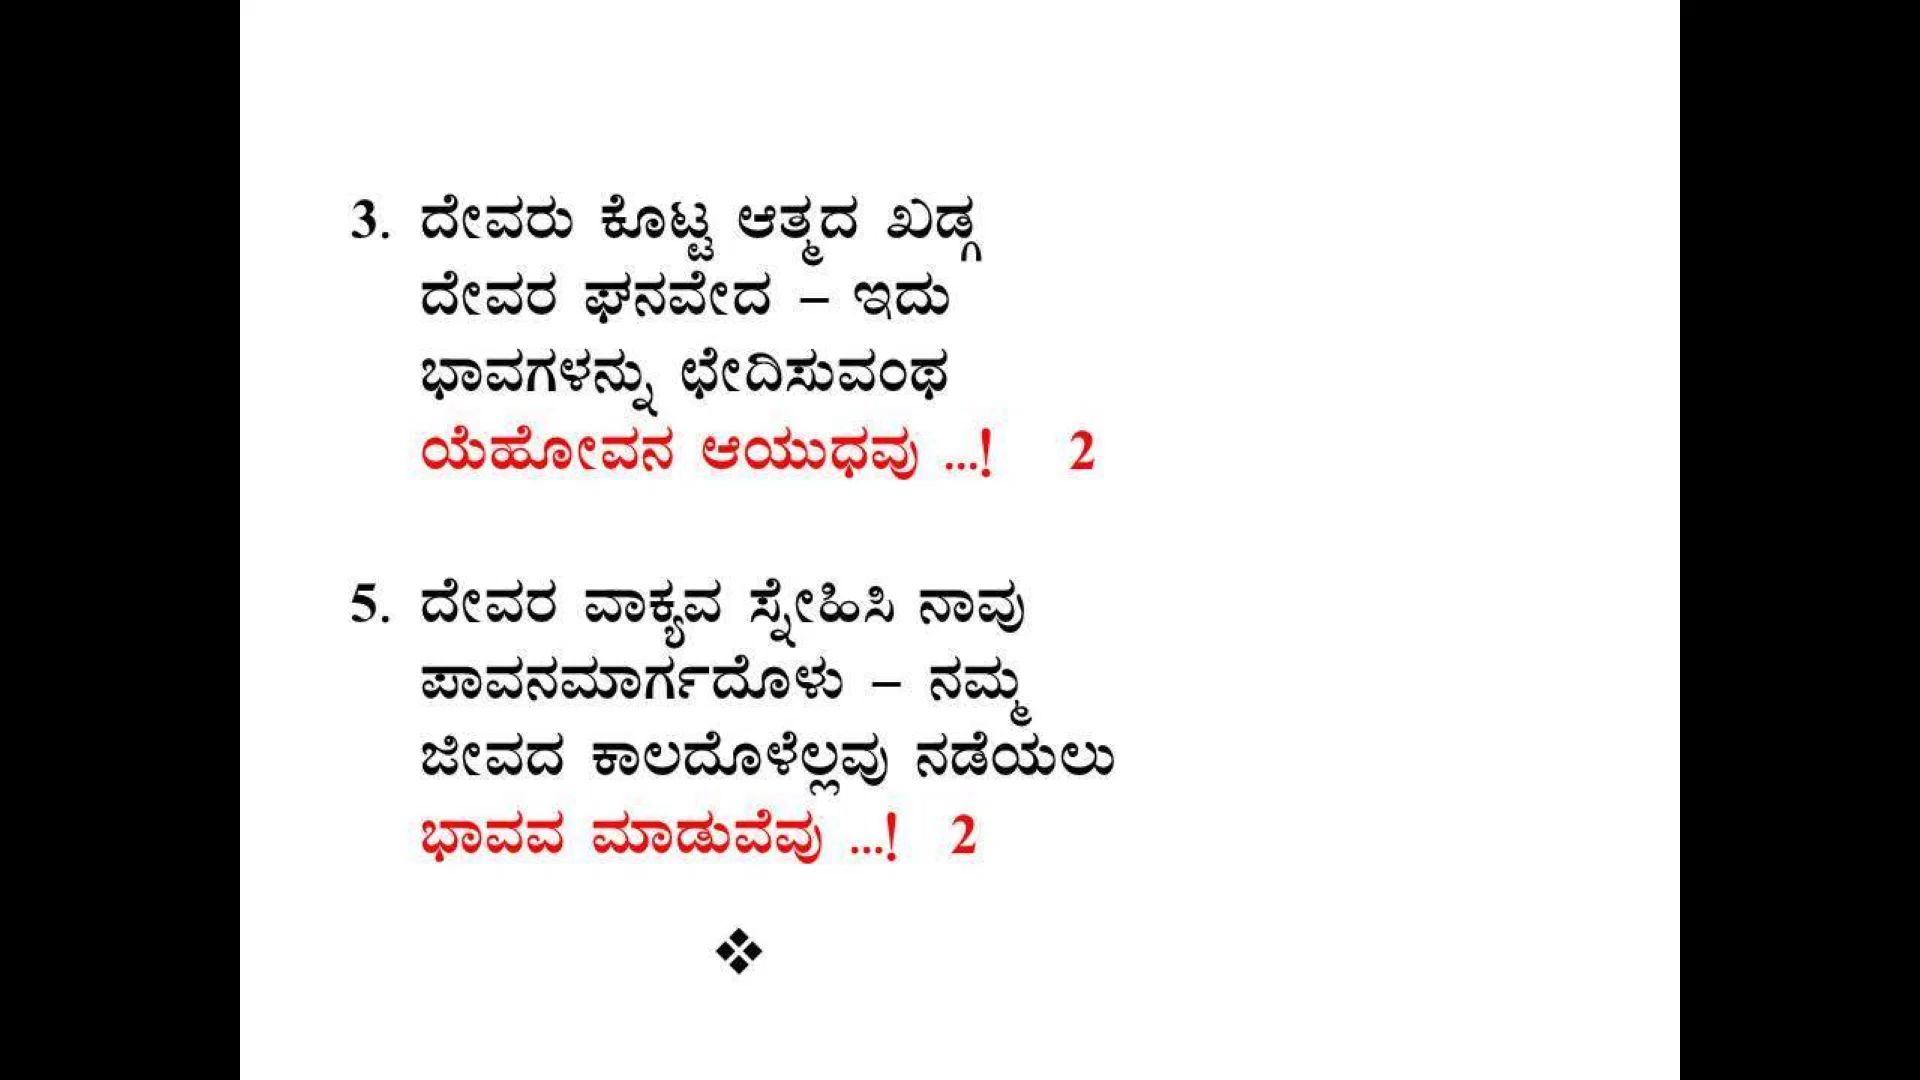 3. ದೇವರು ಕೊಟ್ಟ ಆತ್ಮದ ಖಡ್ಗ
ದೇವರ ಘನವೇದ – ಇದು
ಭಾವಗಳನ್ನು ಛೇದಿಸುವಂಥ
ಯೆಹೋವನ ಆಯುಧವು ...! 2
5. ದೇವರ ವಾಕ್ಯವ ಸ್ನೇಹಿಸಿ ನಾವು
ಪಾವನಮಾರ್ಗದೊಳು – ನಮ್ಮ
ಜೀವದ ಕಾಲದೊಳೆಲ್ಲವು ನಡೆಯಲು
ಭಾವವ ಮಾಡುವೆವು ...! 2